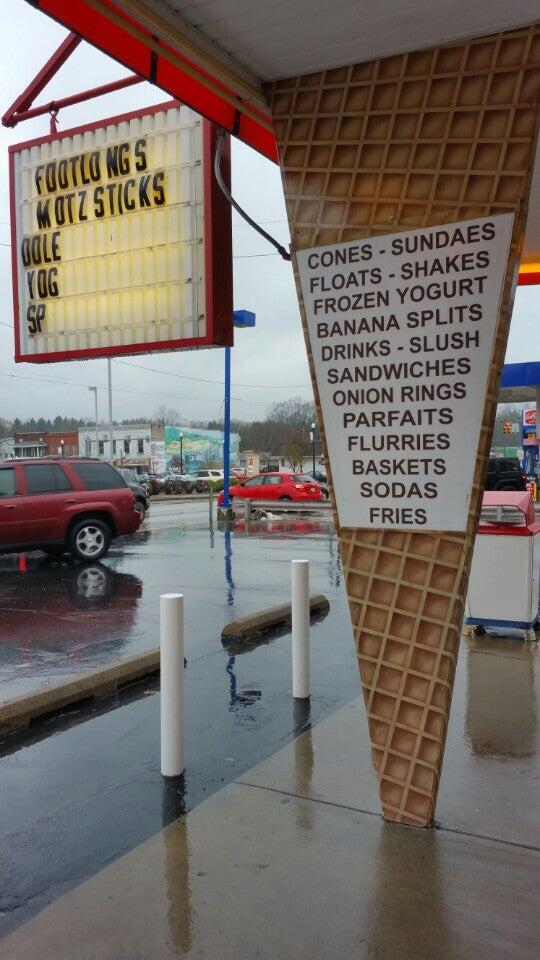 FOOTLONGS
MOTZ STICKS
DOLE
YOG
SP
CONES - SUNDAES
FLOATS - SHAKES
FROZEN YOGURT
BANANA SPLITS
DRINKS - SLUSH
SANDWICHES
ONION RINGS
PARFAITS
FLURRIES
BASKETS
SODAS
FRIES